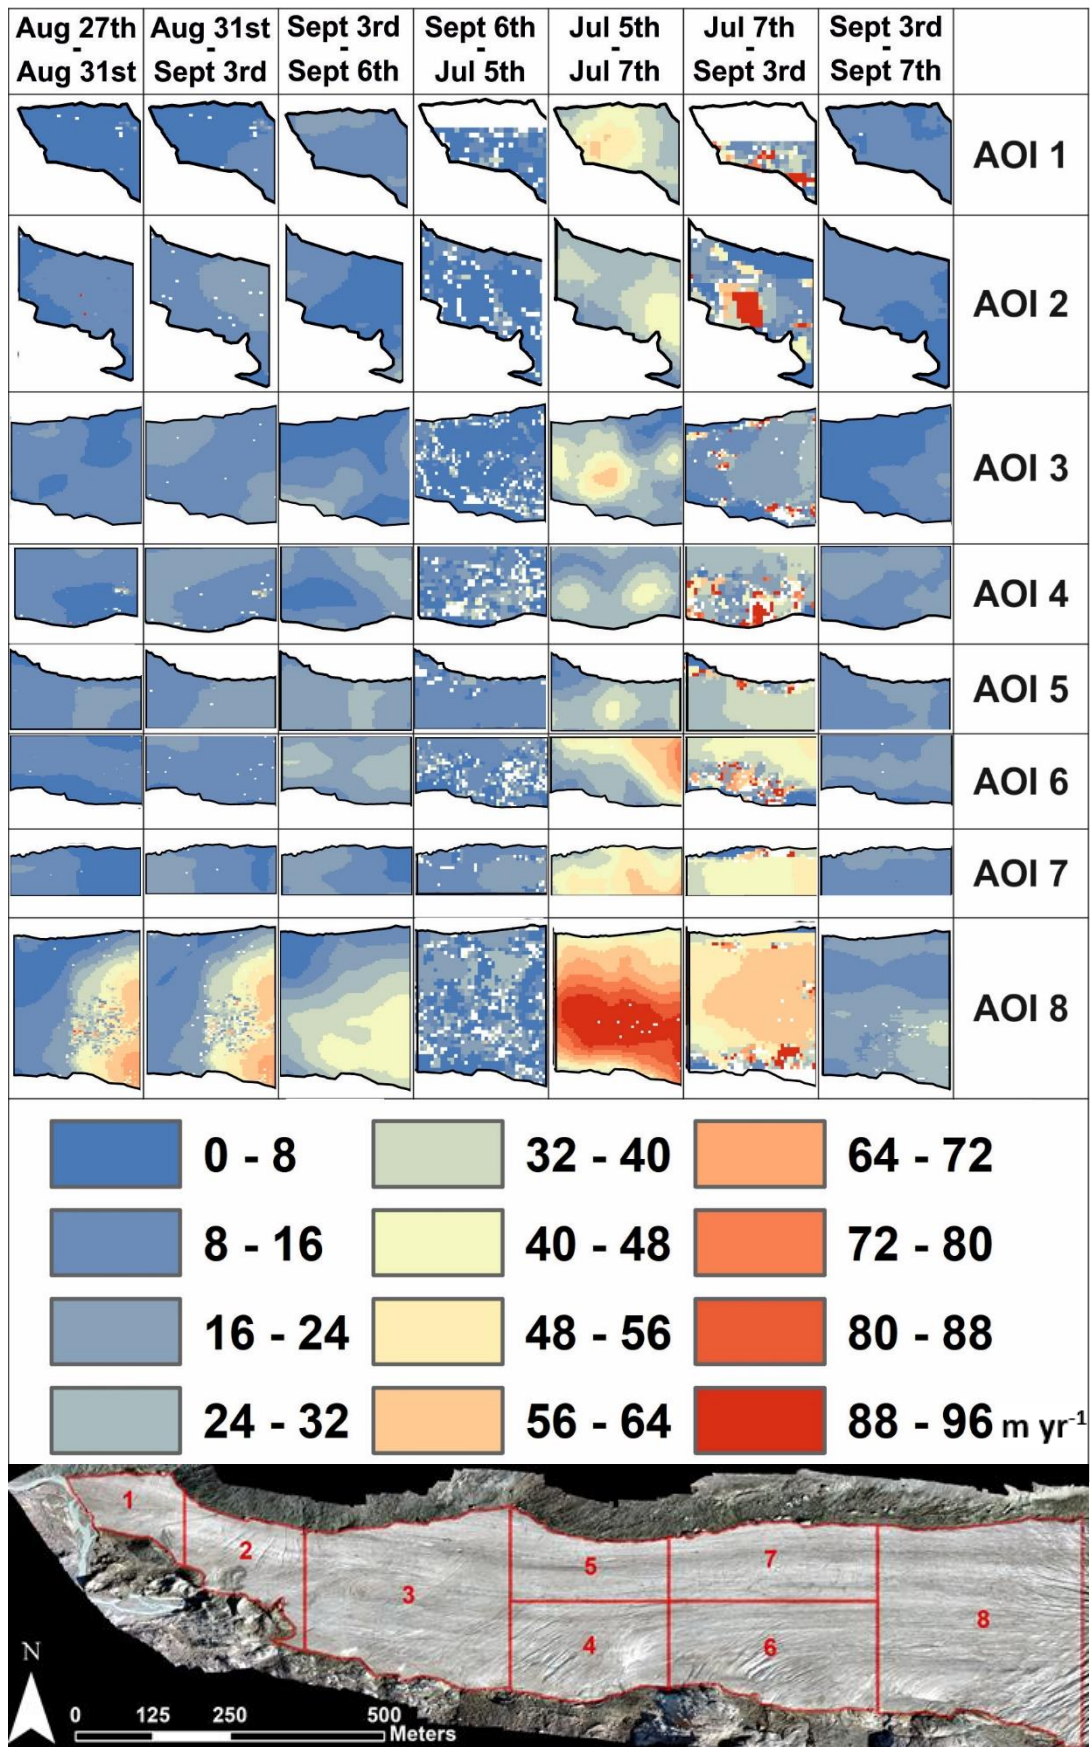 Aug 27th - Aug 31st
Aug 31st - Sept 3rd
Sept 3rd - Sept 6th
Sept 6th - Jul 5th
Jul 5th - Jul 7th
Jul 7th - Sept 3rd
Sept 3rd - Sept 7th
AOI 1
AOI 2
AOI 3
AOI 4
AOI 5
AOI 6
AOI 7
AOI 8
0 - 8
32 - 40
64 - 72
8 - 16
40 - 48
72 - 80
16 - 24
48 - 56
80 - 88
24 - 32
56 - 64
88 - 96 m yr⁻¹
1
2
3
5
7
4
6
8
N
0 125 250 500
Meters